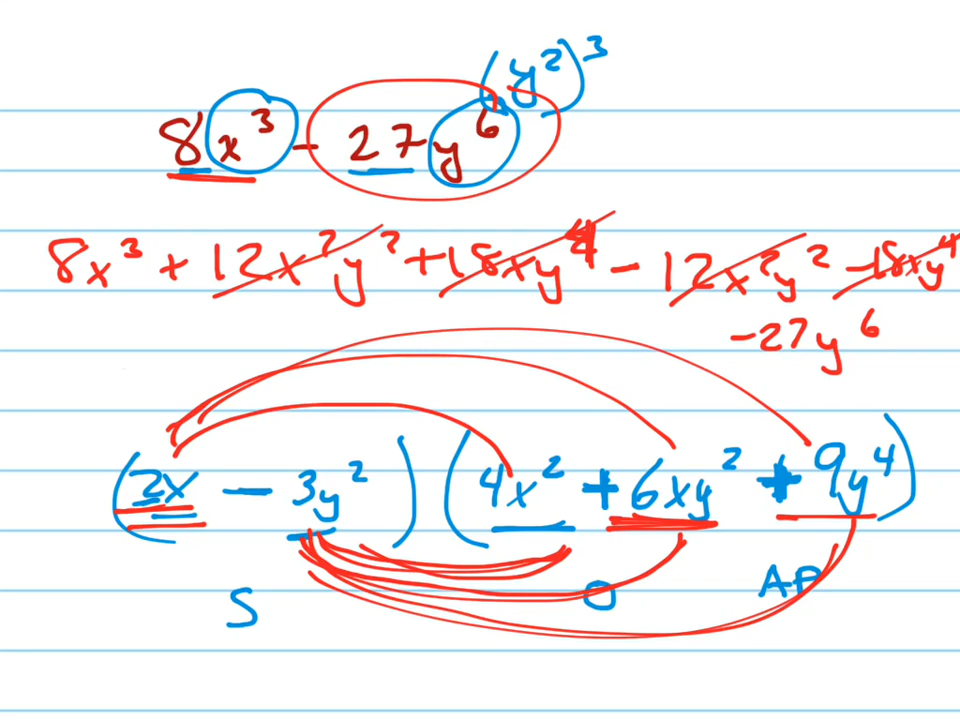 (y²)³
8x³ - 27y⁶
8x³ + 12x²y² + 18xy⁴ - 12x²y² - 18xy⁴
-27y⁶
(2x - 3y²)(4x² + 6xy² + 9y⁴)
S O AP